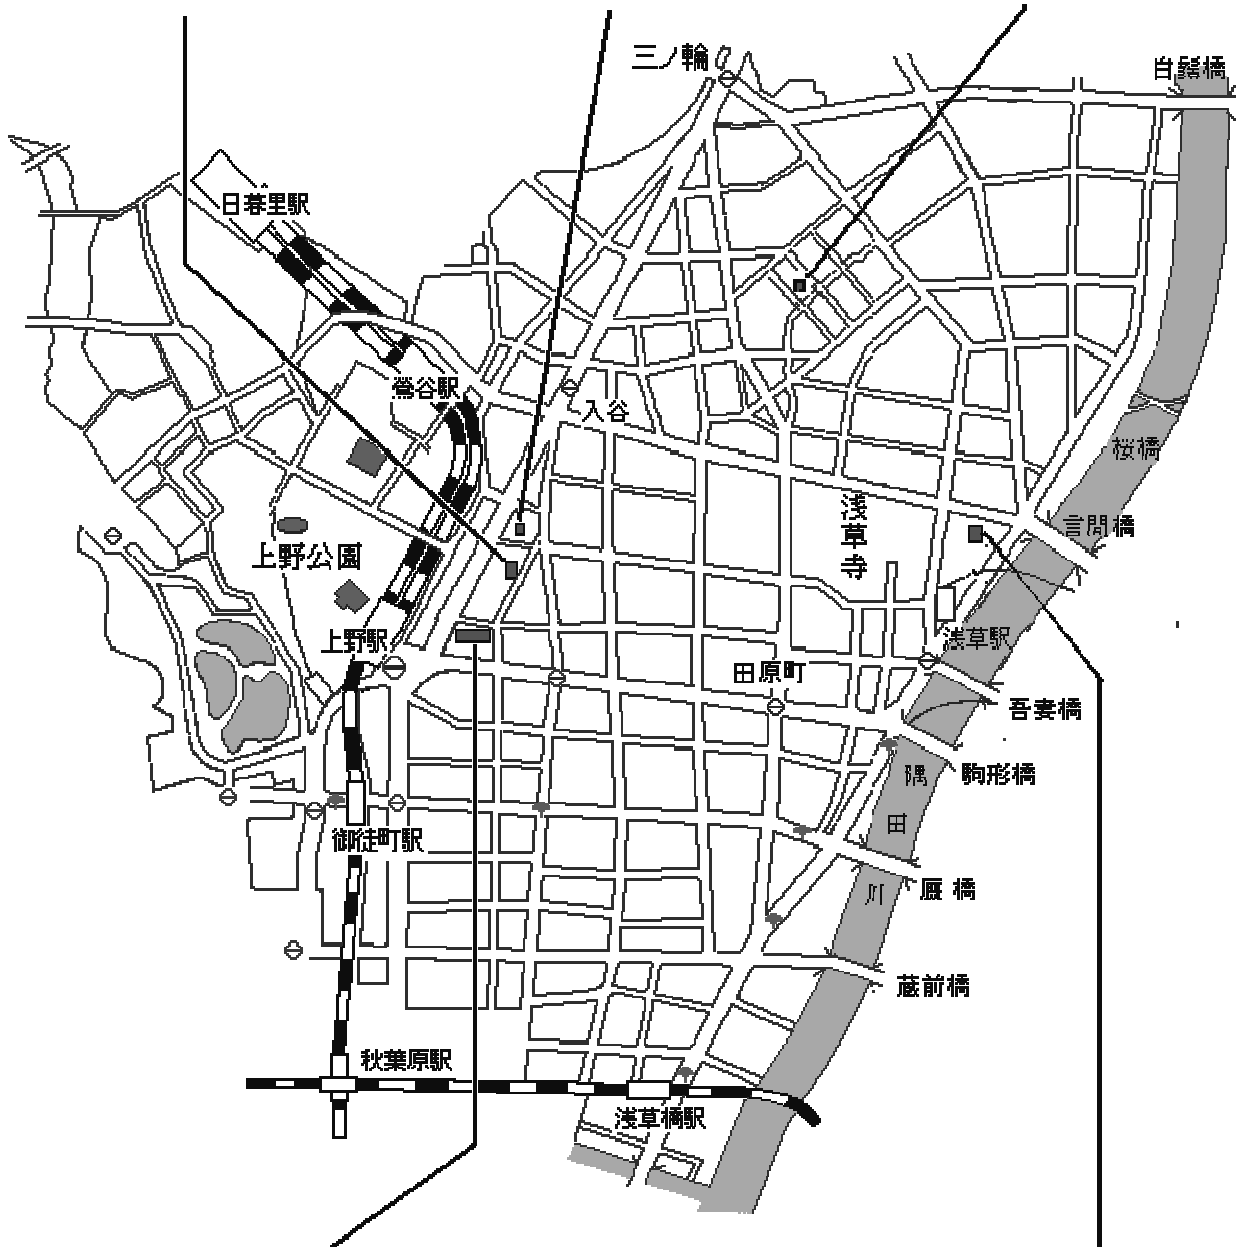 三ノ輪
白鬚橋
日暮里駅
鶯谷駅
入谷
桜橋
浅草寺
言問橋
上野公園
上野駅
浅草駅
田原町
吾妻橋
駒形橋
隅田川
御徒町駅
厩橋
蔵前橋
秋葉原駅
浅草橋駅